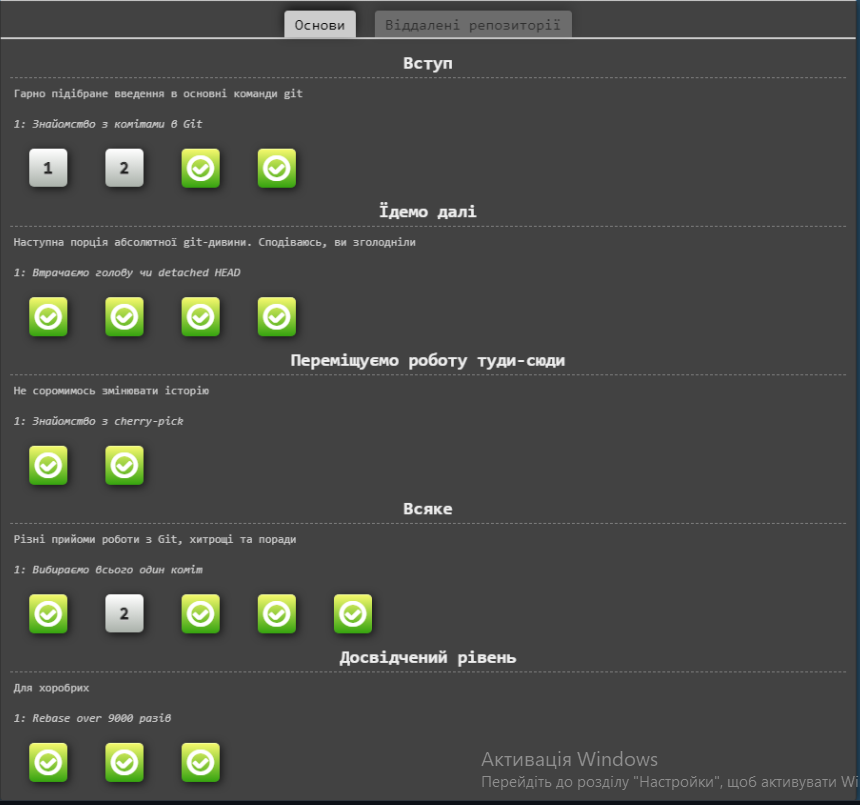 Основи Віддалені репозиторії
Вступ
Гарно підібране введення в основні команди git
1: Знайомство з комітами в Git
1 2
Їдемо далі
Наступна порція абсолютної git-дивини. Сподіваюсь, ви зголодніли
1: Втрачаємо голову чи detached HEAD
Переміщуємо роботу туди-сюди
Не соромимось змінювати історію
1: Знайомство з cherry-pick
Всяке
Різні прийоми роботи з Git, хитрощі та поради
1: Вибираємо всього один коміт
2
Досвідчений рівень
Для хоробрих
1: Rebase over 9000 разів
Активація Windows
Перейдіть до розділу "Настройки", щоб активувати Wi